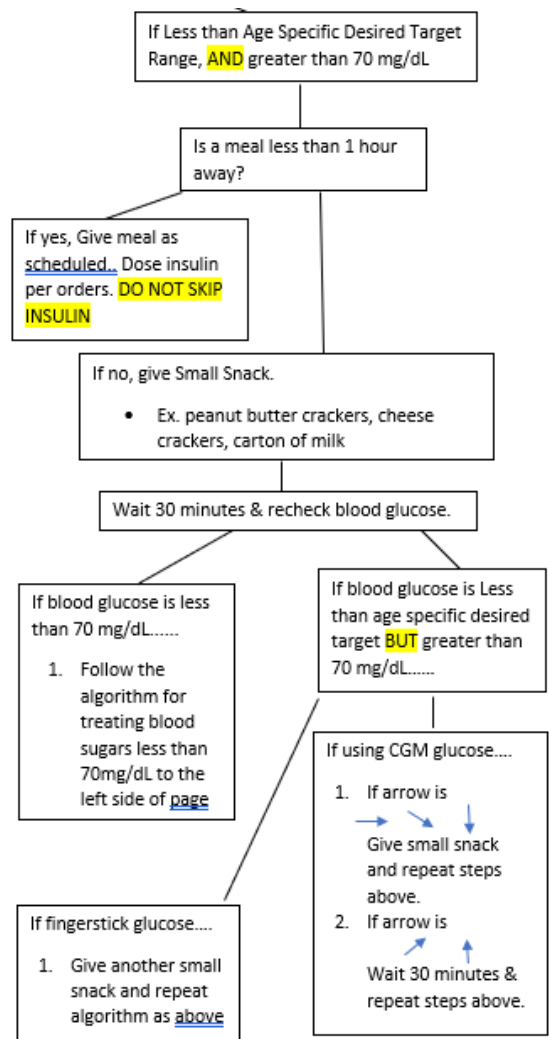 If Less than Age Specific Desired Target
Range, AND greater than 70 mg/dL
Is a meal less than 1 hour
away?
If yes, Give meal as
scheduled.. Dose insulin
per orders. DO NOT SKIP
INSULIN
If no, give Small Snack.
• Ex. peanut butter crackers, cheese
crackers, carton of milk
Wait 30 minutes & recheck blood glucose.
If blood glucose is less
than 70 mg/dL......
1. Follow the
algorithm for
treating blood
sugars less than
70mg/dL to the
left side of page
If blood glucose is Less
than age specific desired
target BUT greater than
70 mg/dL......
If using CGM glucose....
1. If arrow is
Give small snack
and repeat steps
above.
2. If arrow is
Wait 30 minutes &
repeat steps above.
If fingerstick glucose....
1. Give another small
snack and repeat
algorithm as above